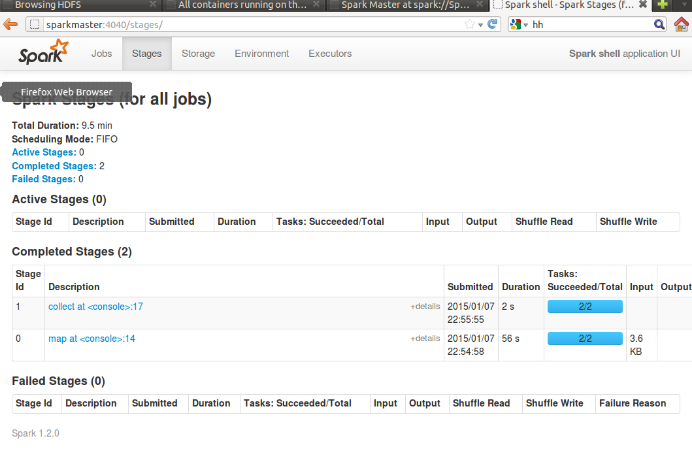 Browsing HDFS
All containers running on th...
Spark Master at spark://Sp...
Spark shell - Spark Stages (f...
sparkmaster:4040/stages/
hh
Spark
Jobs
Stages
Storage
Environment
Executors
Spark shell application UI
Firefox Web Browser
Spark Stages (for all jobs)
Total Duration: 9.5 min
Scheduling Mode: FIFO
Active Stages: 0
Completed Stages: 2
Failed Stages: 0
Active Stages (0)
Stage Id Description Submitted Duration Tasks: Succeeded/Total Input Output Shuffle Read Shuffle Write
Completed Stages (2)
Stage Id Description Submitted Duration Tasks: Succeeded/Total Input Output
1 collect at <console>:17 +details 2015/01/07 22:55:55 2 s 2/2
0 map at <console>:14 +details 2015/01/07 22:54:58 56 s 2/2 3.6 KB
Failed Stages (0)
Stage Id Description Submitted Duration Tasks: Succeeded/Total Input Output Shuffle Read Shuffle Write Failure Reason
Spark 1.2.0